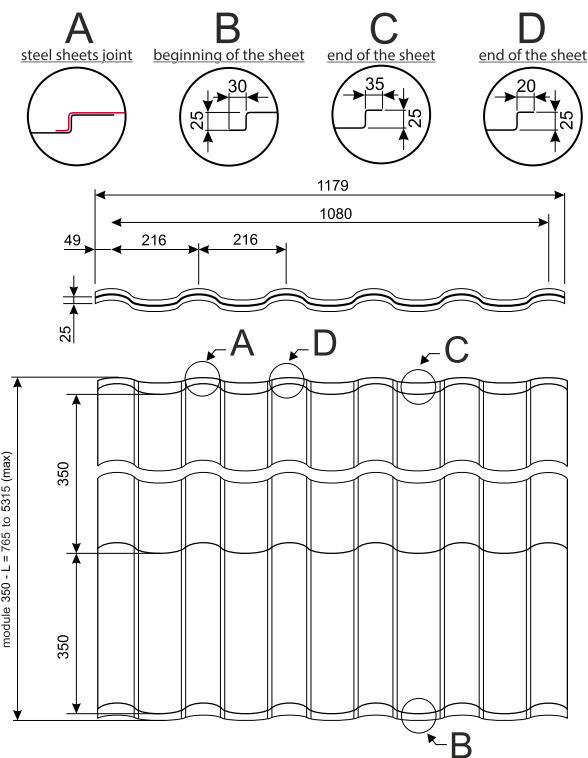 A B C D
steel sheets joint beginning of the sheet end of the sheet end of the sheet
30 35 20
25 25 25
1179
1080
49 216 216
25
A D C
350
module 350 - L = 765 to 5315 (max)
350
B